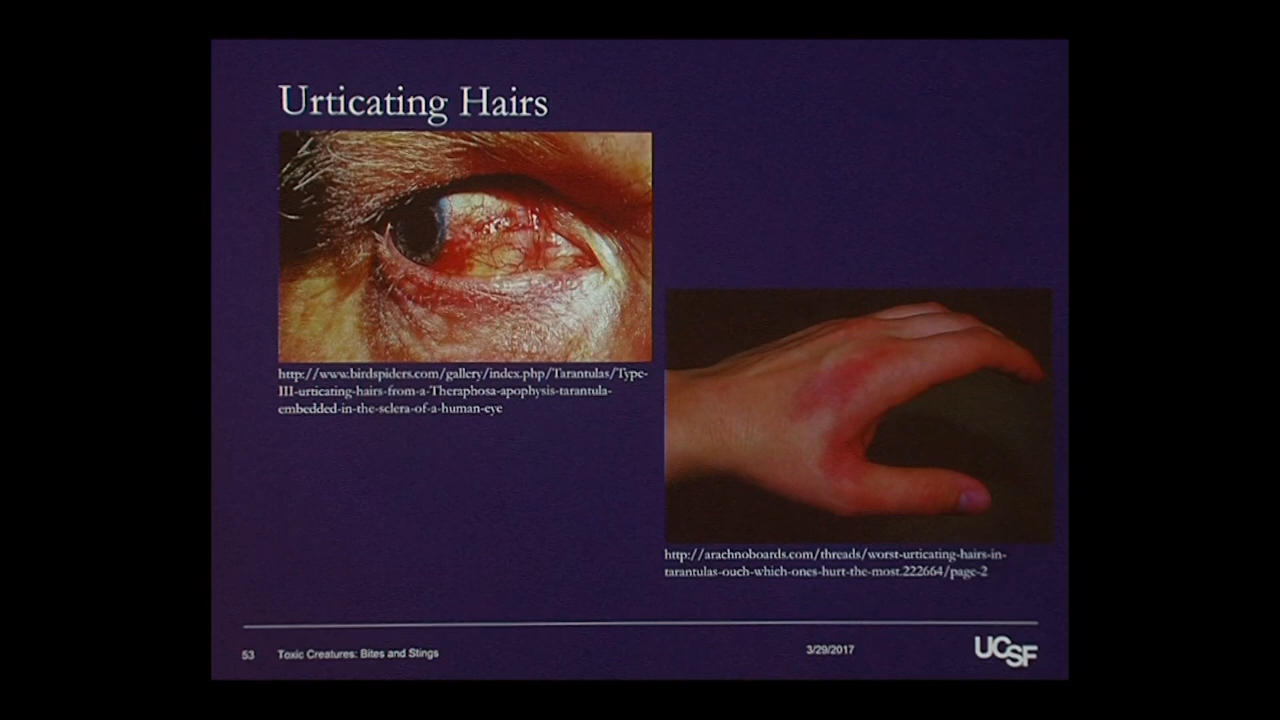 Urticating Hairs
http://www.birdspiders.com/gallery/index.php/Tarantulas/Type-
III-urticating-hairs-from-a-Theraphosa-apophysis-tarantula-
embedded-in-the-sclera-of-a-human-eye
http://arachnoboards.com/threads/worst-urticating-hairs-in-
tarantulas-ouch-which-ones-hurt-the-most.222664/page-2
53 Toxic Creatures: Bites and Stings 3/29/2017 UCSF